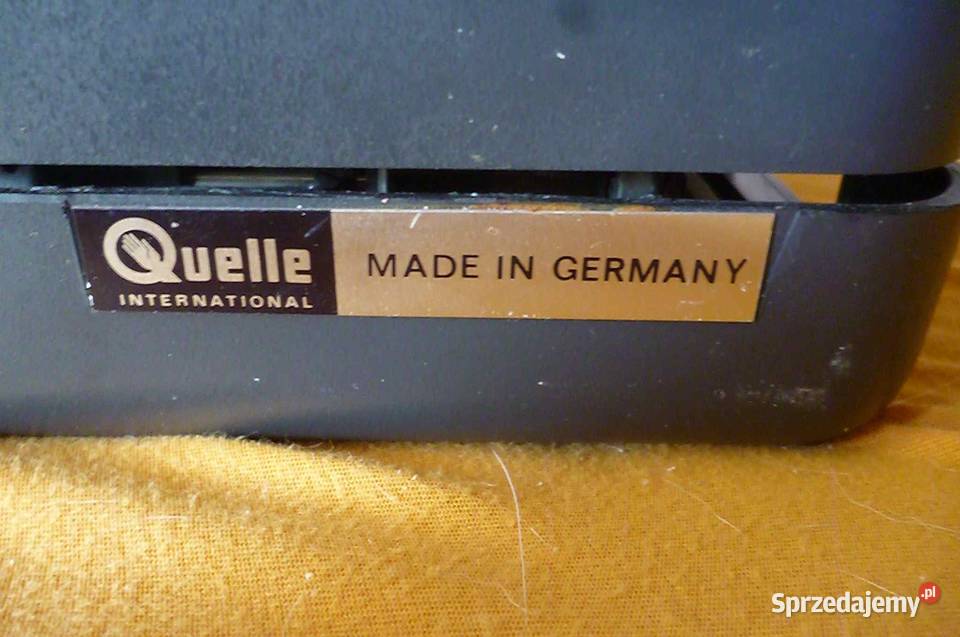 Quelle
INTERNATIONAL
MADE IN GERMANY
Sprzedajemy.pl